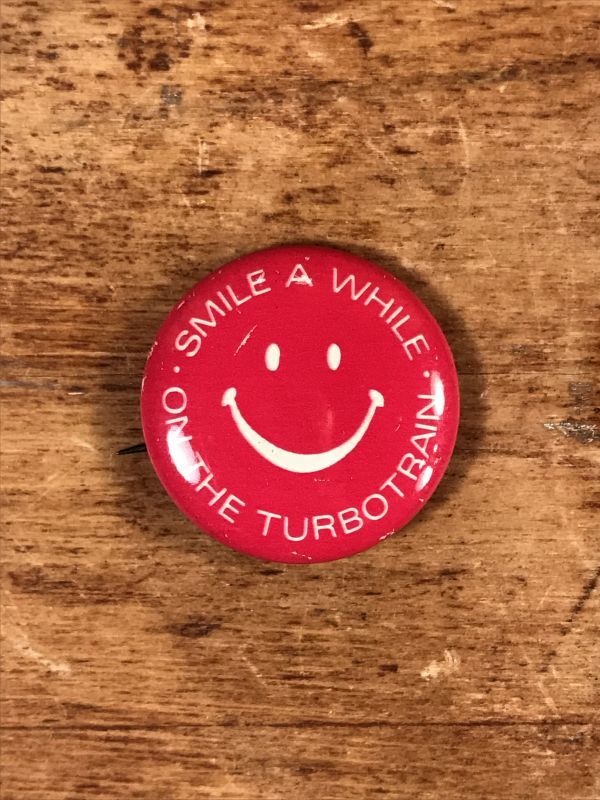 · SMILE A WHILE ·
ON THE TURBOTRAIN